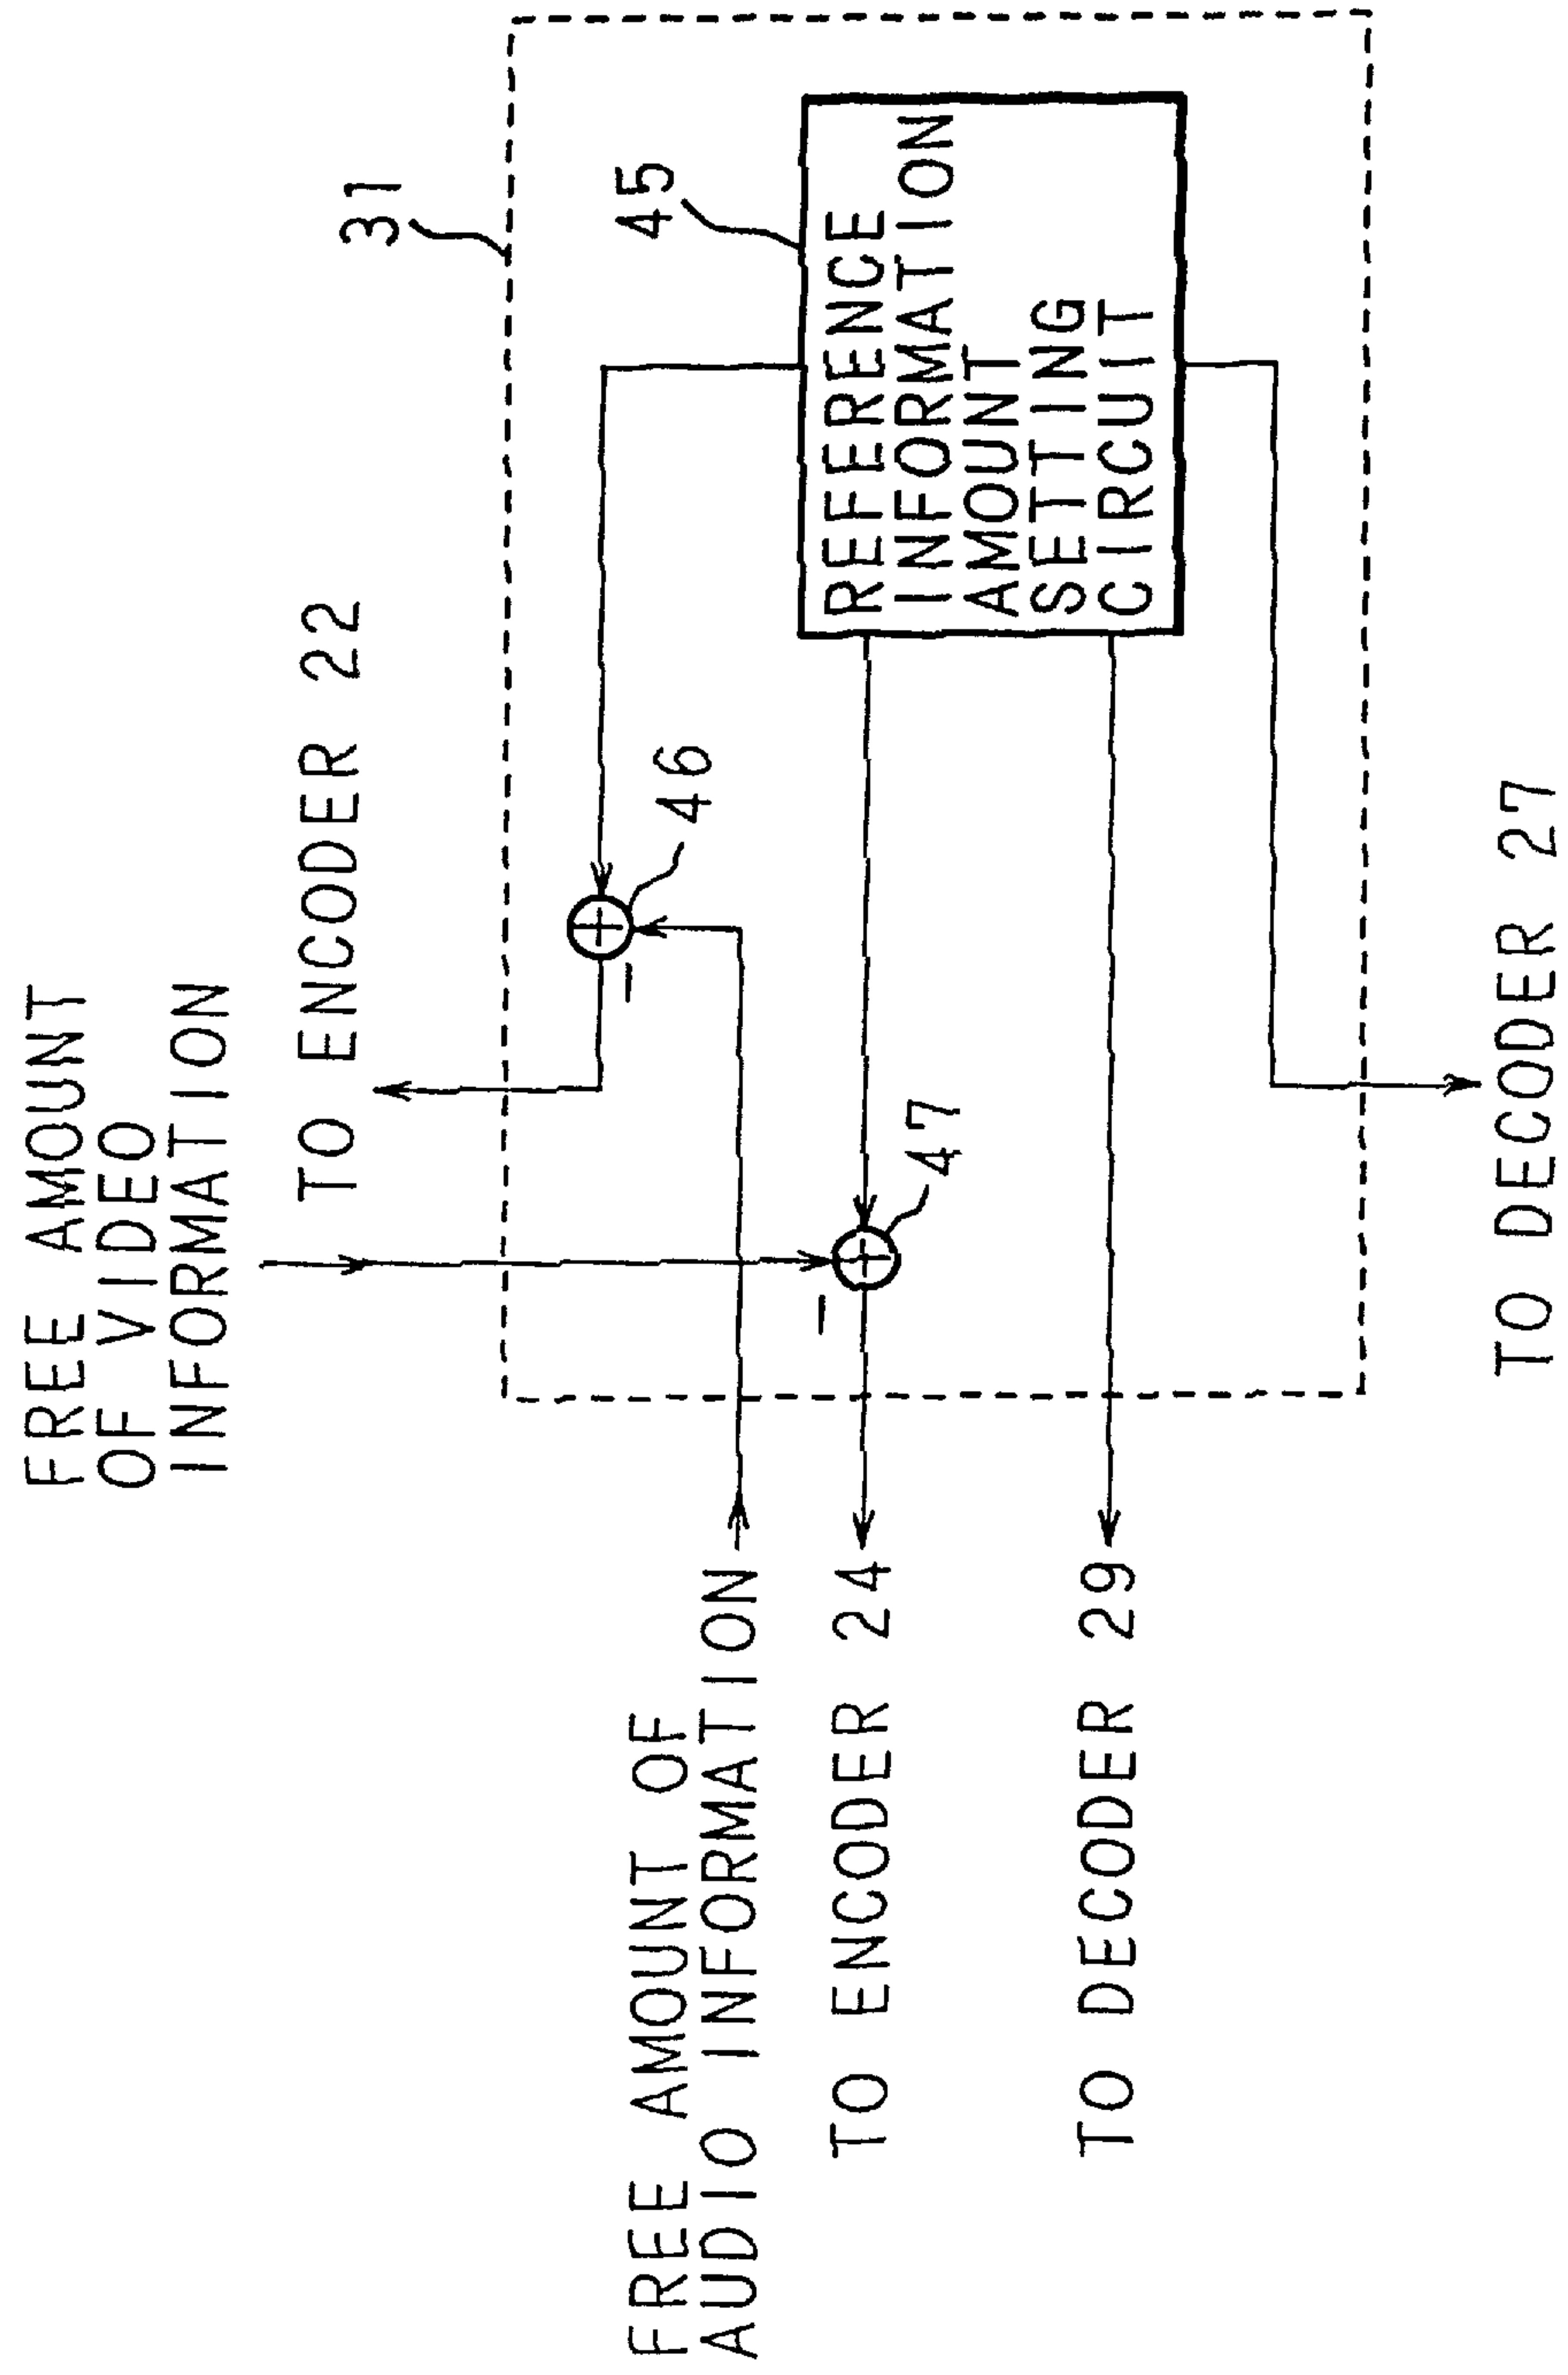 FREE AMOUNT
OF VIDEO
INFORMATION
TO ENCODER 22
31
46
45
FREE AMOUNT OF
AUDIO INFORMATION
REFERENCE
INFORMATION
AMOUNT
SETTING
CIRCUIT
TO ENCODER 24
47
TO DECODER 29
TO DECODER 27